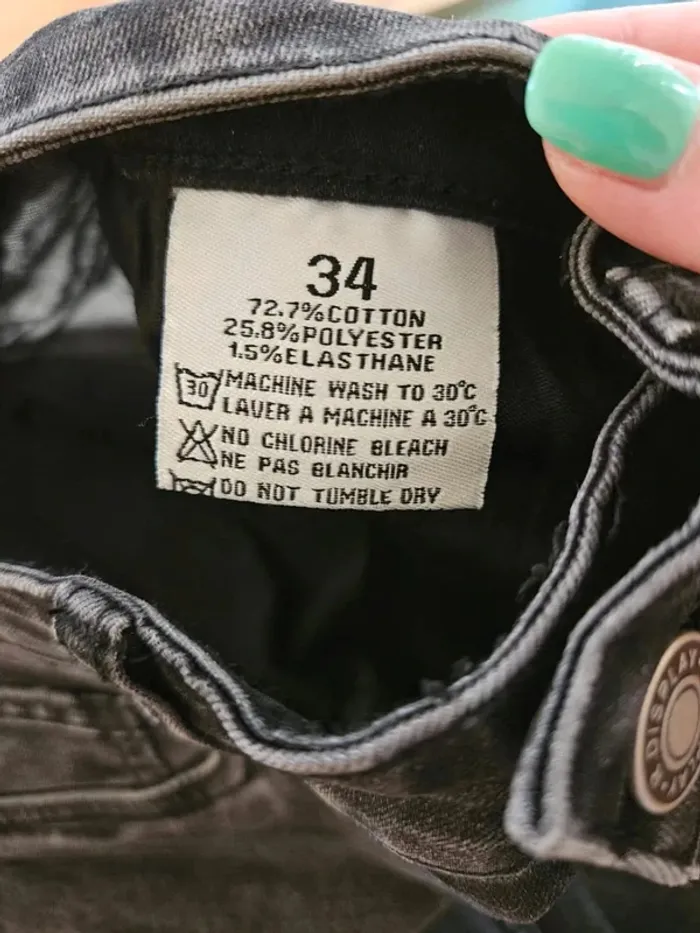 34
72.7%COTTON
25.8%POLYESTER
1.5%ELASTHANE
30 MACHINE WASH TO 30°C
LAVER A MACHINE A 30°C
NO CHLORINE BLEACH
NE PAS BLANCHIR
DO NOT TUMBLE DRY
DISPLAY